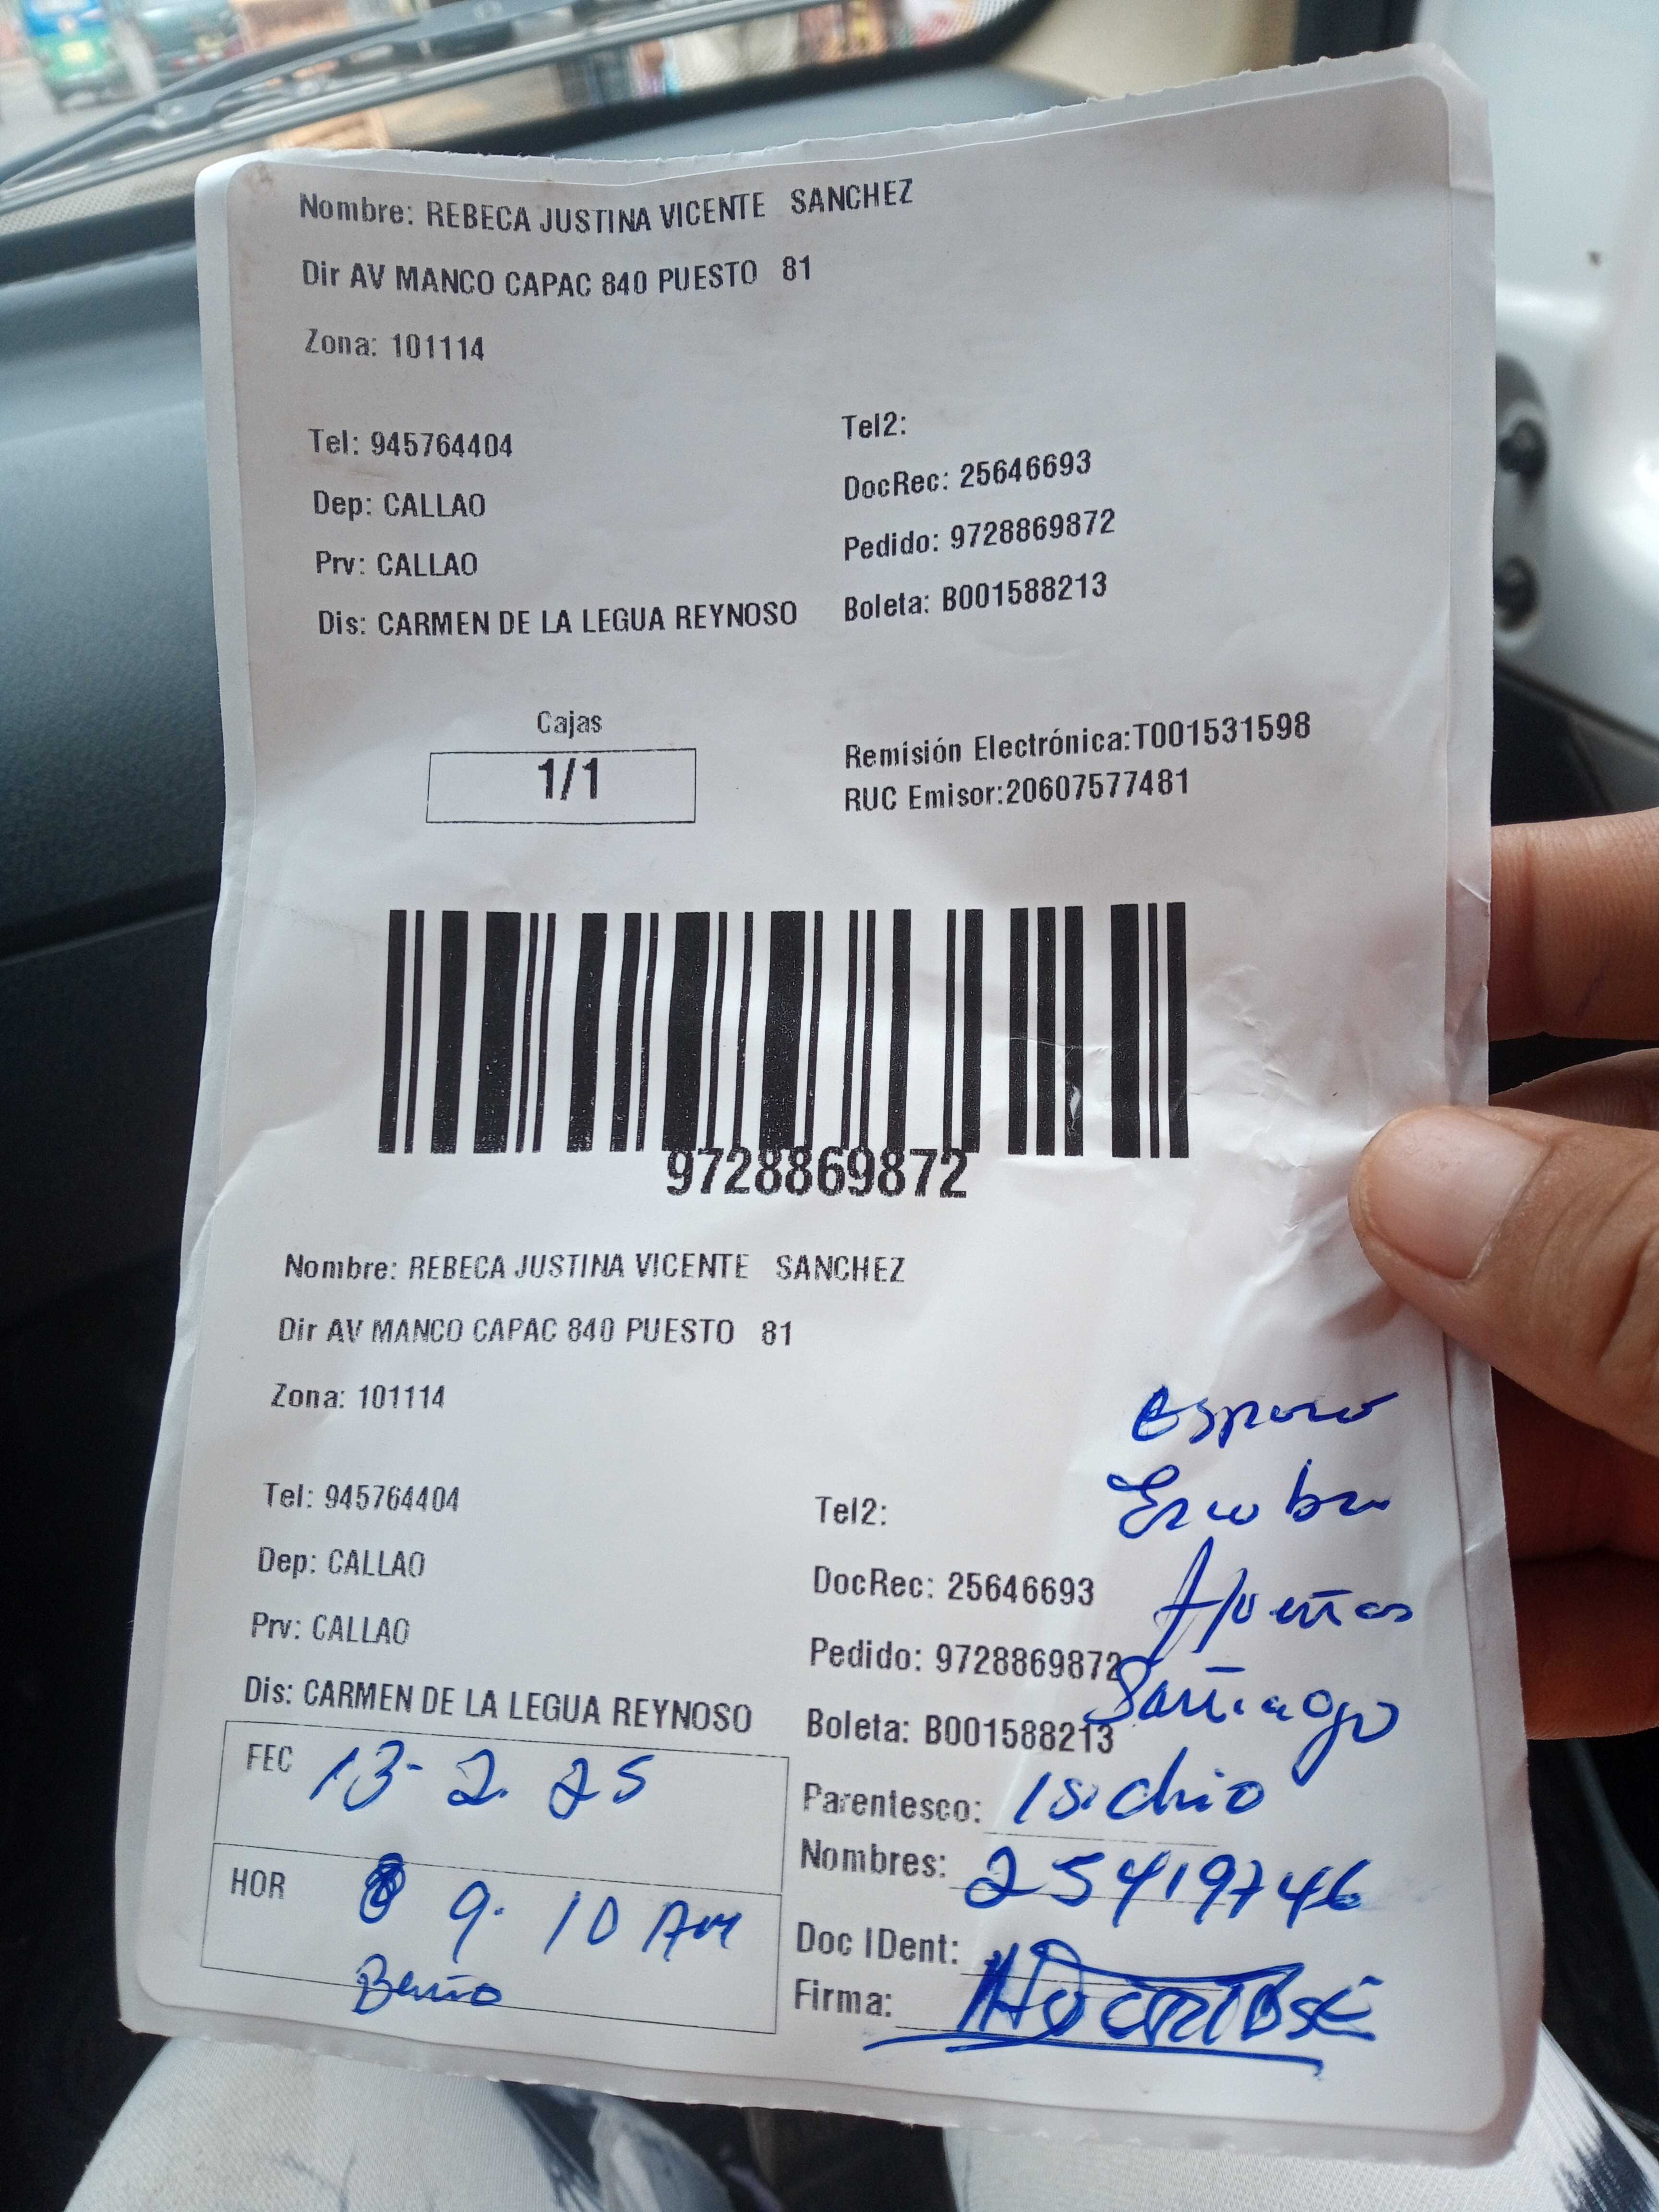 Nombre: REBECA JUSTINA VICENTE SANCHEZ
Dir AV MANCO CAPAC 840 PUESTO 81
Zona: 101114
Tel: 945764404
Tel2:
Dep: CALLAO
DocRec: 25646693
Prv: CALLAO
Pedido: 9728869872
Dis: CARMEN DE LA LEGUA REYNOSO
Boleta: B001588213
Cajas
1/1
Remisión Electrónica:T001531598
RUC Emisor:20607577481
9728869872
Nombre: REBECA JUSTINA VICENTE SANCHEZ
Dir AV MANCO CAPAC 840 PUESTO 81
Zona: 101114
Esposo
Tel: 945764404
Tel2:
Dep: CALLAO
DocRec: 25646693
Prv: CALLAO
Pedido: 9728869872
Santiago
Dis: CARMEN DE LA LEGUA REYNOSO
Boleta: B001588213
FEC 13-2.25
Parentesco: Isichio
Nombres: 25419746
HOR 9.10 AM
Doc IDent:
Firma: